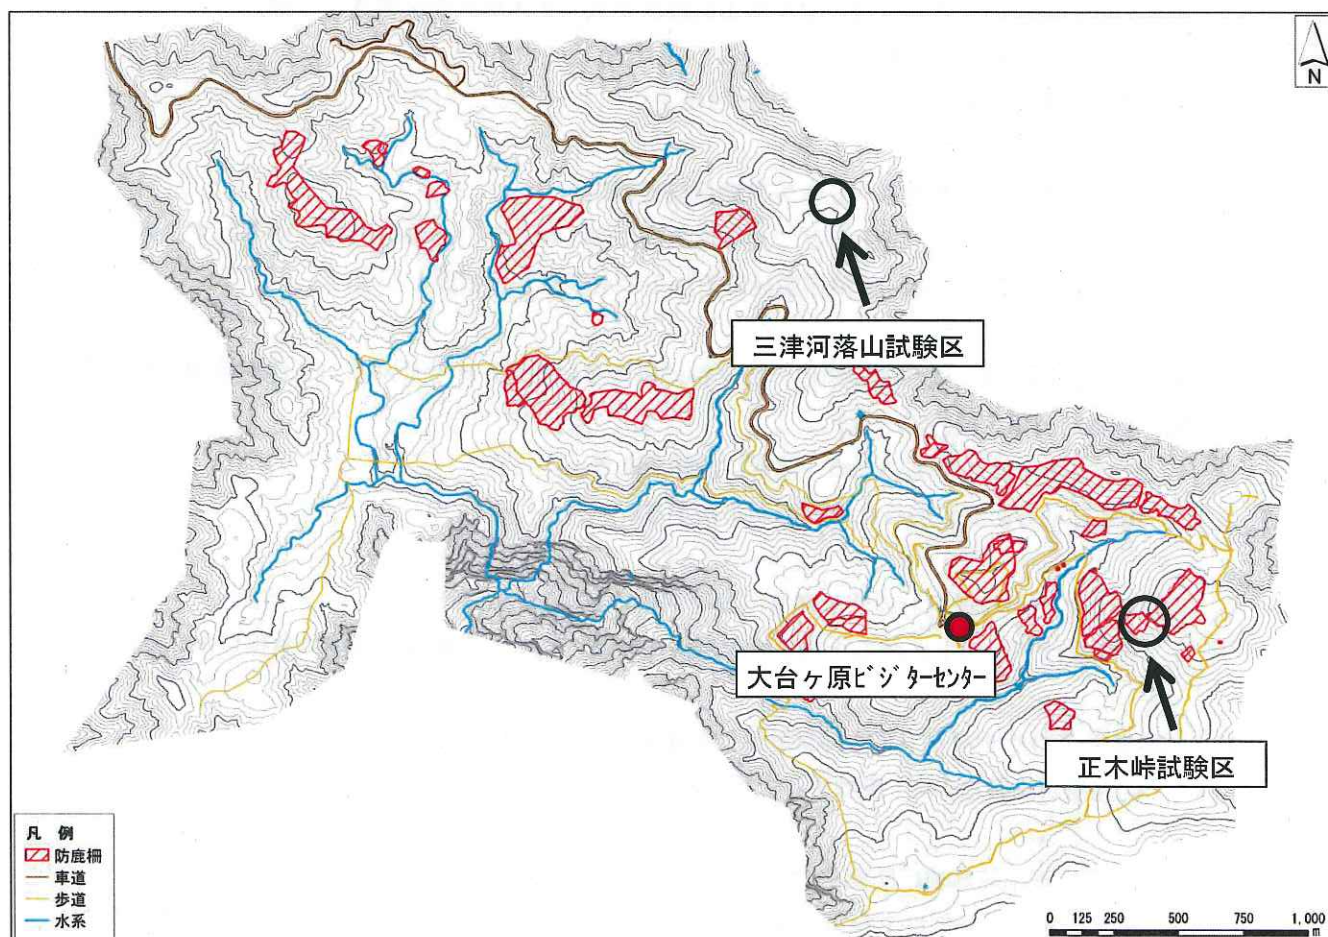 N
三津河落山試験区
大台ヶ原ﾋﾞｼﾞﾀｰｾﾝﾀｰ
正木峠試験区
凡 例
防鹿柵
車道
歩道
水系
0 125 250 500 750 1,000
m